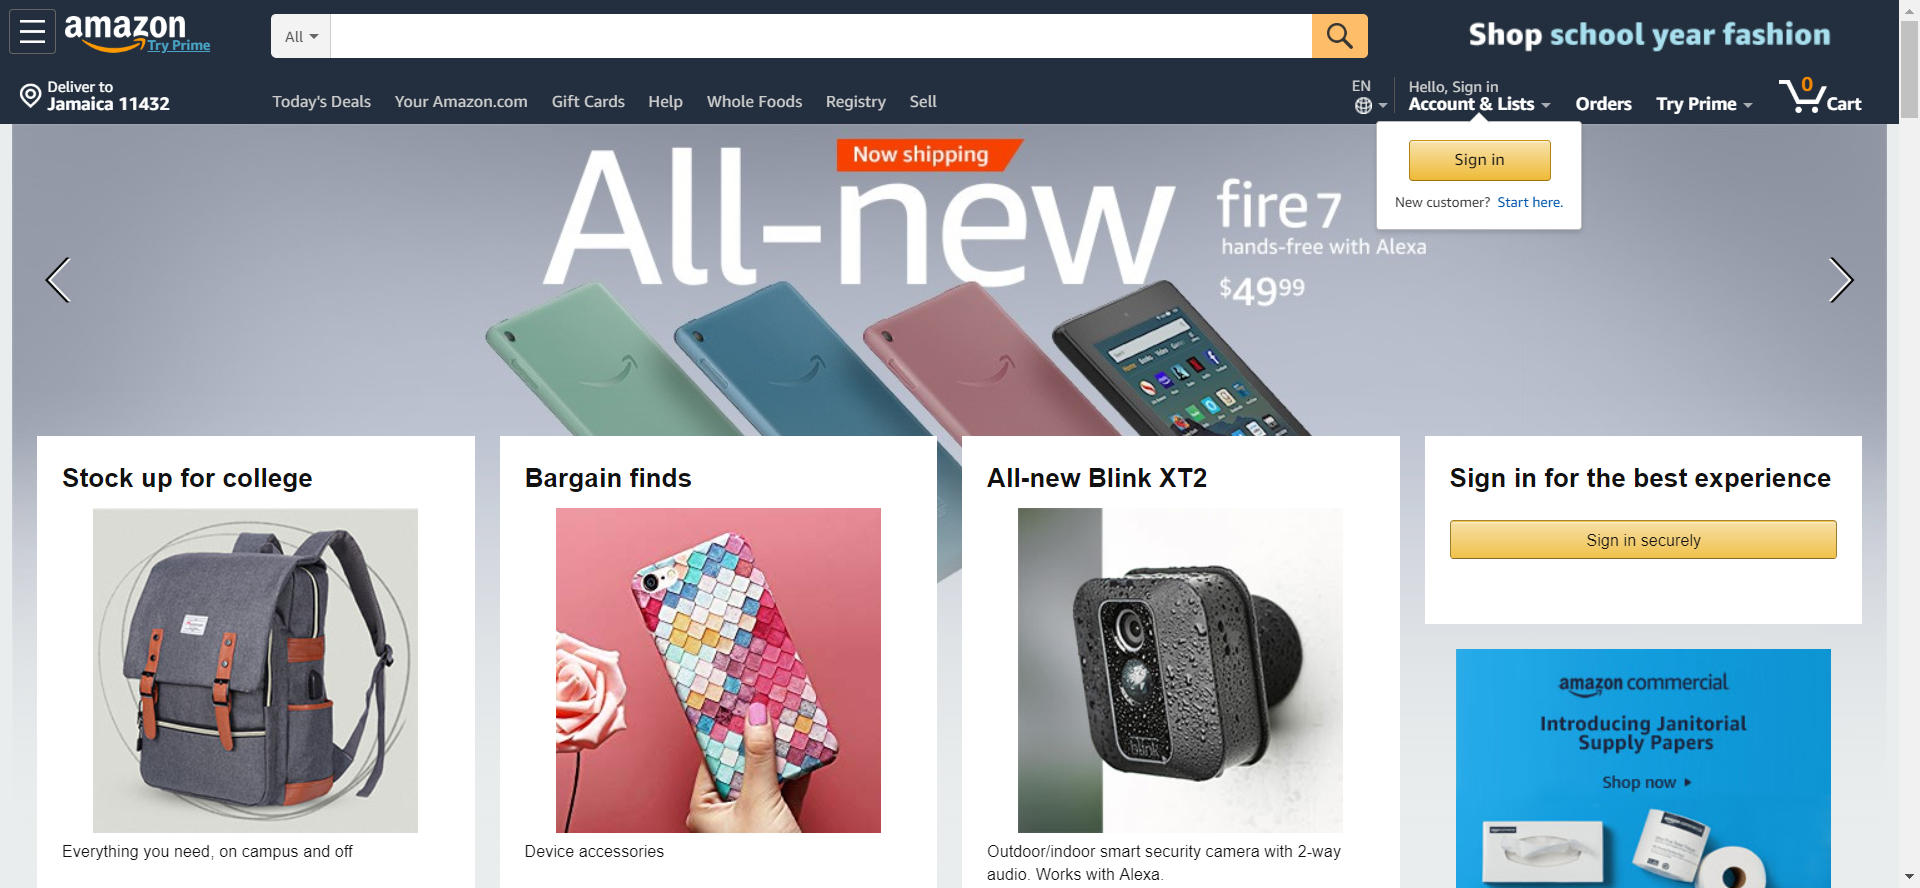 amazon
Try Prime
All
Shop school year fashion
Deliver to
Jamaica 11432
Today's Deals
Your Amazon.com
Gift Cards
Help
Whole Foods
Registry
Sell
EN
Hello, Sign in
Account & Lists
Orders
Try Prime
0
Cart
Sign in
New customer? Start here.
Now shipping
All-new
fire 7
hands-free with Alexa
$49.99
Stock up for college
Everything you need, on campus and off
Bargain finds
Device accessories
All-new Blink XT2
blink
Outdoor/indoor smart security camera with 2-way
audio. Works with Alexa.
Sign in for the best experience
Sign in securely
amazon commercial
Introducing Janitorial
Supply Papers
Shop now